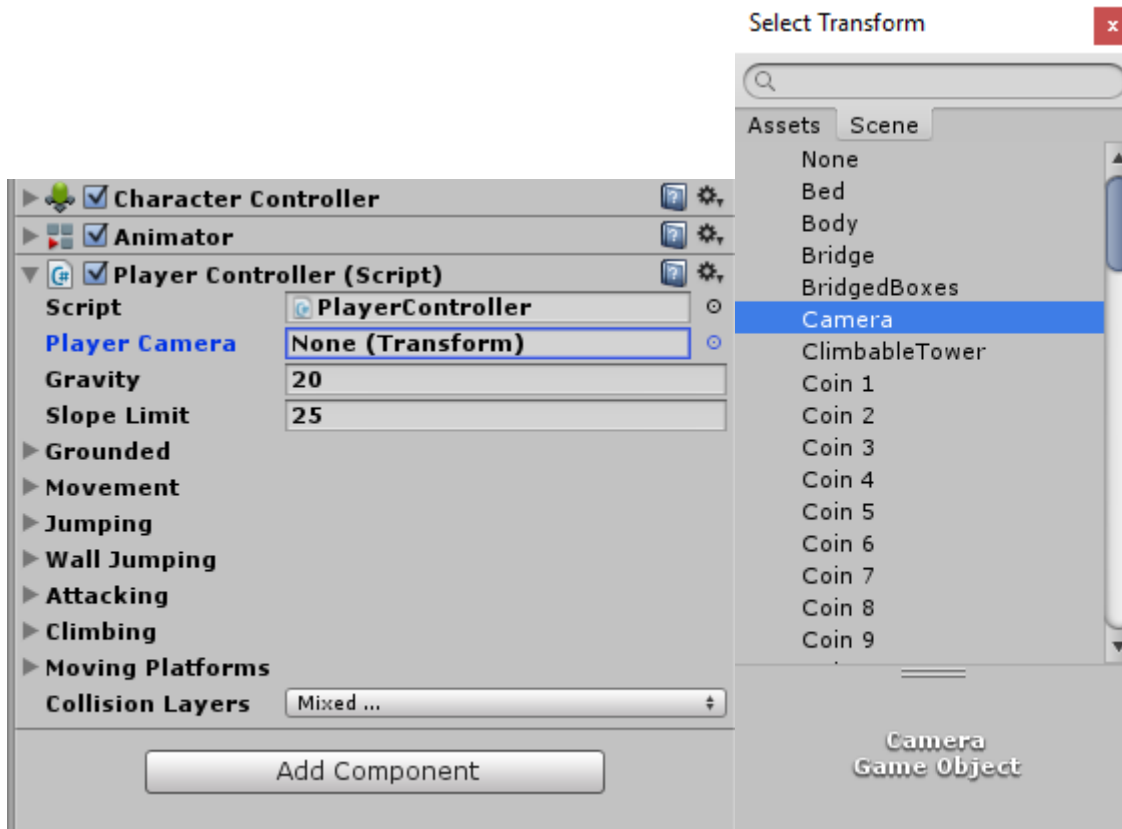 Select Transform
x
Assets Scene
None
Bed
Body
Bridge
BridgedBoxes
Camera
ClimbableTower
Coin 1
Coin 2
Coin 3
Coin 4
Coin 5
Coin 6
Coin 7
Coin 8
Coin 9
Camera
Game Object
Character Controller
Animator
Player Controller (Script)
Script PlayerController
Player Camera None (Transform)
Gravity 20
Slope Limit 25
Grounded
Movement
Jumping
Wall Jumping
Attacking
Climbing
Moving Platforms
Collision Layers Mixed ...
Add Component